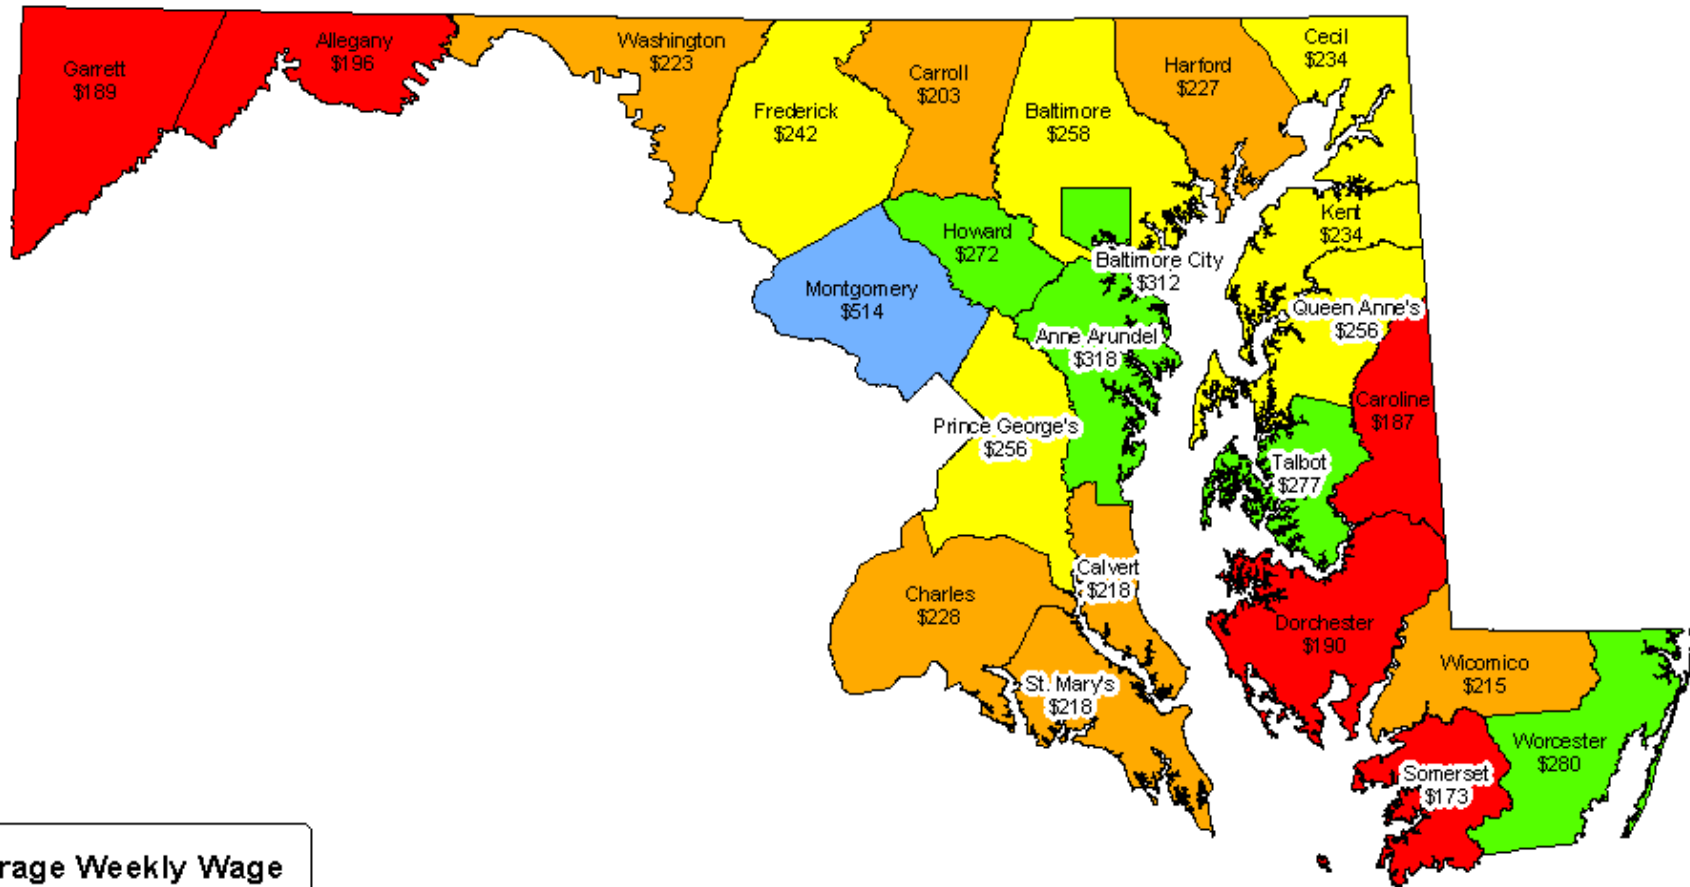 Garrett
$189
Allegany
$196
Washington
$223
Frederick
$242
Carroll
$203
Baltimore
$258
Harford
$227
Cecil
$234
Kent
$234
Howard
$272
Baltimore City
$312
Montgomery
$514
Anne Arundel
$318
Queen Anne's
$256
Caroline
$187
Prince George's
$256
Talbot
$277
Calvert
$218
Charles
$228
Dorchester
$190
St. Mary's
$218
Wicomico
$215
Worcester
$280
Somerset
$173
rage Weekly Wage